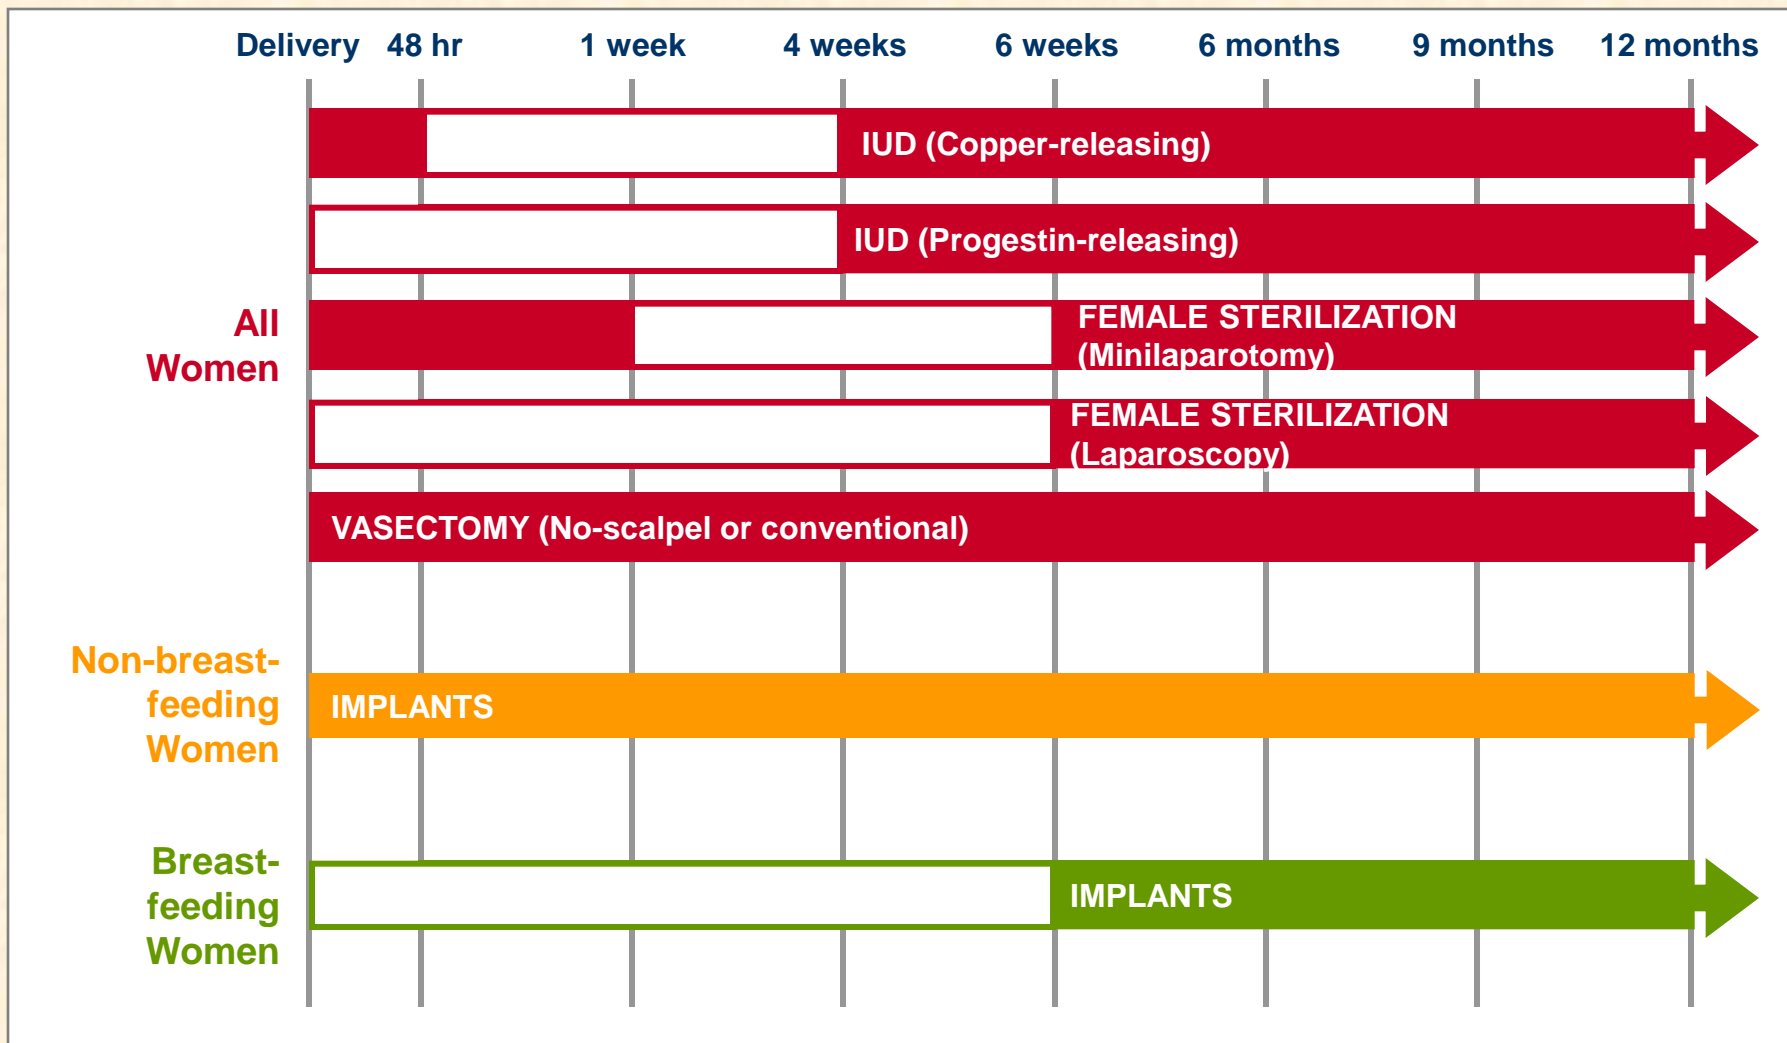 Delivery 48 hr 1 week 4 weeks 6 weeks 6 months 9 months 12 months
IUD (Copper-releasing)
IUD (Progestin-releasing)
All
Women
FEMALE STERILIZATION
(Minilaparotomy)
FEMALE STERILIZATION
(Laparoscopy)
VASECTOMY (No-scalpel or conventional)
Non-breast-
feeding
Women
IMPLANTS
Breast-
feeding
Women
IMPLANTS